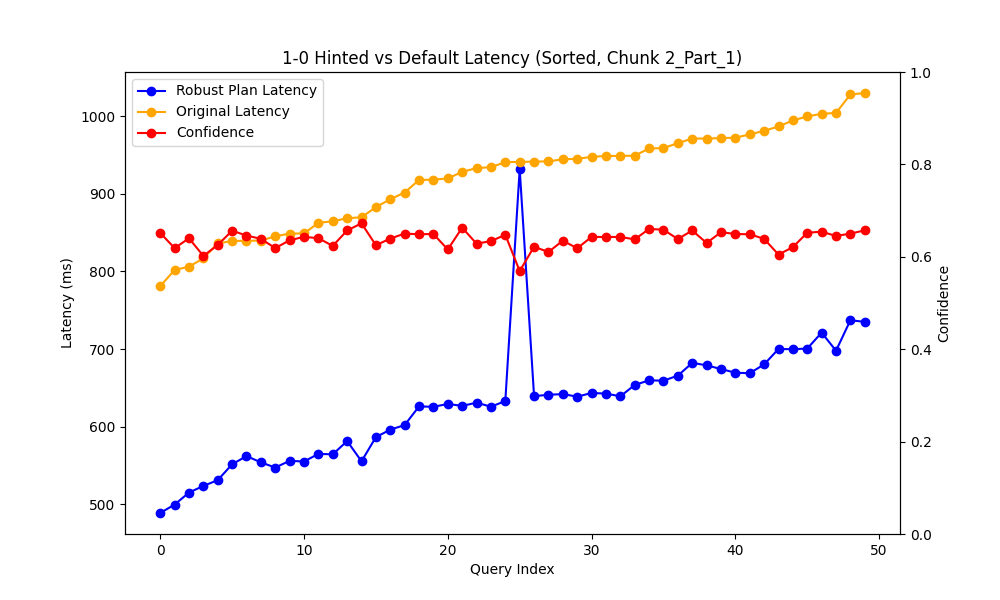 1-0 Hinted vs Default Latency (Sorted, Chunk 2_Part_1)
Robust Plan Latency
Original Latency
Confidence
Latency (ms)
1000
900
800
700
600
500
1.0
0.8
0.6
0.4
0.2
0.0
Confidence
0 10 20 30 40 50
Query Index